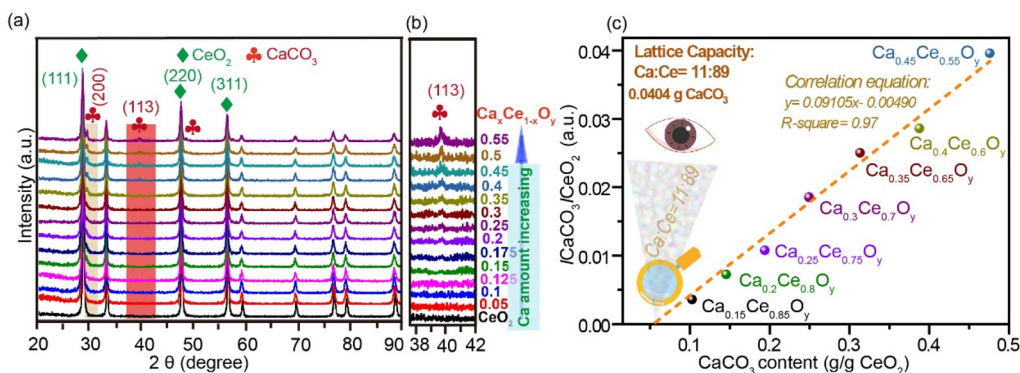 (a)
◆ CeO2
♣ CaCO3
(111)
(200)
(113)
(220)
(311)
Intensity (a.u.)
20 30 40 50 60 70 80 90
2 θ (degree)
(b)
(113)
CaxCe1-xOy
0.55
0.5
0.45
0.4
0.35
0.3
0.25
0.2
0.175
0.15
0.125
0.1
0.05
CeO2
Ca amount increasing
38 39 40 42
(c)
Lattice Capacity:
Ca:Ce= 11:89
0.0404 g CaCO3
Ca:Ce=11:89
Correlation equation:
y= 0.09105x- 0.00490
R-square= 0.97
Ca0.45Ce0.55Oy
Ca0.4Ce0.6Oy
Ca0.35Ce0.65Oy
Ca0.3Ce0.7Oy
Ca0.25Ce0.75Oy
Ca0.2Ce0.8Oy
Ca0.15Ce0.85Oy
ICaCO3/ICeO2 (a.u.)
0.04
0.03
0.02
0.01
0.00
0.1 0.2 0.3 0.4 0.5
CaCO3 content (g/g CeO2)